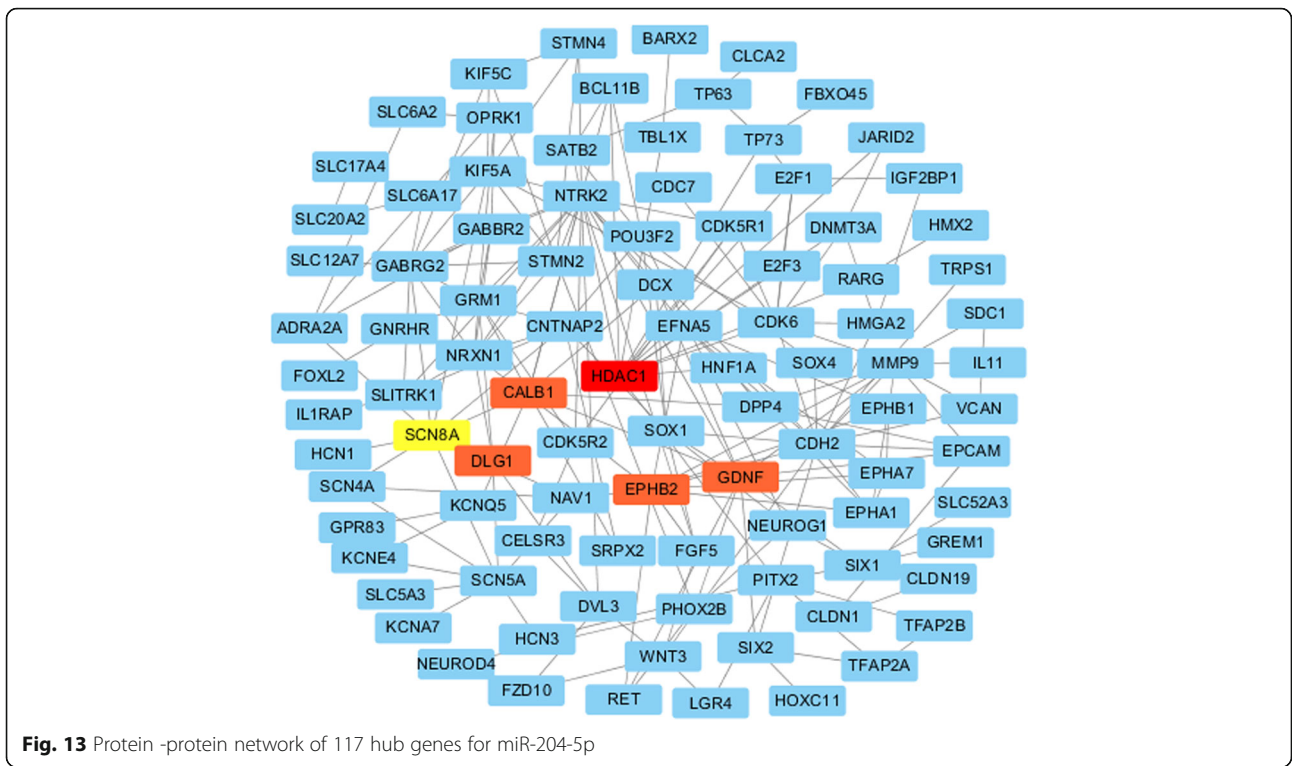 STMN4
BARX2
CLCA2
KIF5C
BCL11B
TP63
FBXO45
SLC6A2
OPRK1
TBL1X
TP73
JARID2
SATB2
SLC17A4
KIF5A
CDC7
E2F1
IGF2BP1
SLC6A17
NTRK2
SLC20A2
GABBR2
POU3F2
CDK5R1
DNMT3A
HMX2
SLC12A7
GABRG2
STMN2
E2F3
TRPS1
DCX
RARG
GRM1
SDC1
ADRA2A
GNRHR
CNTNAP2
EFNA5
CDK6
HMGA2
NRXN1
FOXL2
HDAC1
HNF1A
SOX4
MMP9
IL11
SLITRK1
CALB1
IL1RAP
DPP4
EPHB1
VCAN
SCN8A
SOX1
HCN1
CDK5R2
CDH2
EPCAM
DLG1
SCN4A
EPHB2
GDNF
EPHA7
KCNQ5
NAV1
SLC52A3
GPR83
NEUROG1
EPHA1
KCNE4
CELSR3
SRPX2
FGF5
GREM1
SCN5A
PITX2
SIX1
CLDN19
SLC5A3
DVL3
PHOX2B
CLDN1
KCNA7
HCN3
TFAP2B
NEUROD4
WNT3
SIX2
TFAP2A
FZD10
RET
LGR4
HOXC11
Fig. 13 Protein -protein network of 117 hub genes for miR-204-5p